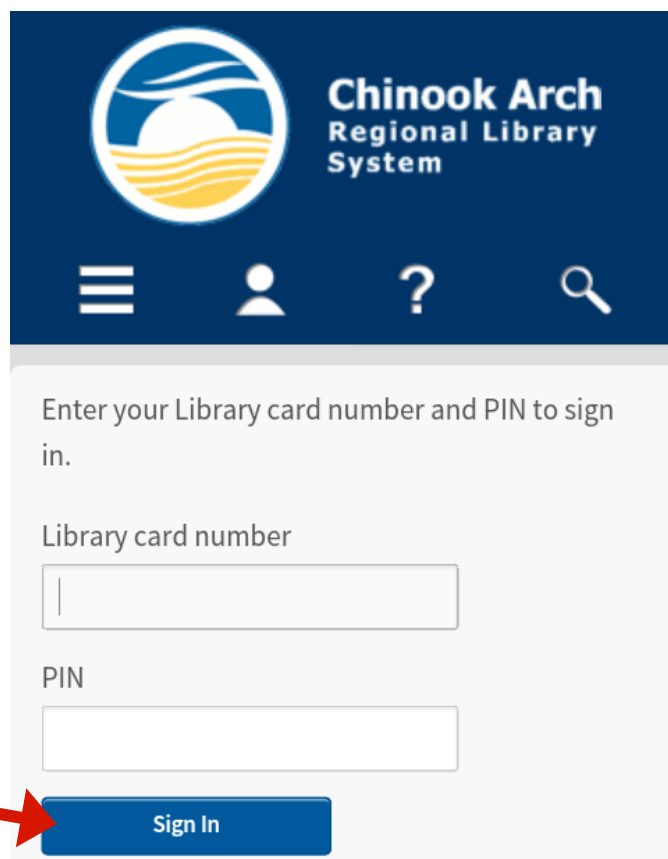 Chinook Arch
Regional Library
System
?
Enter your Library card number and PIN to sign
in.
Library card number
PIN
Sign In